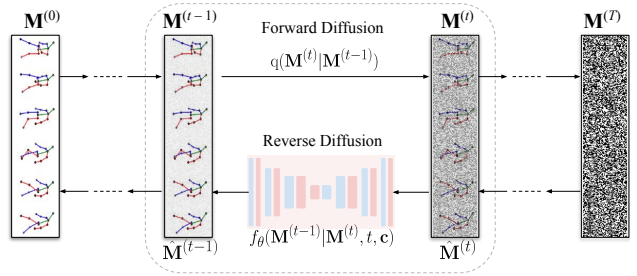 M^(0)
M^(t−1)
Forward Diffusion
q(M^(t)|M^(t−1))
M^(t)
M^(T)
Reverse Diffusion
f_θ(M^(t−1)|M^(t), t, c)
M̂^(t−1)
M̂^(t)